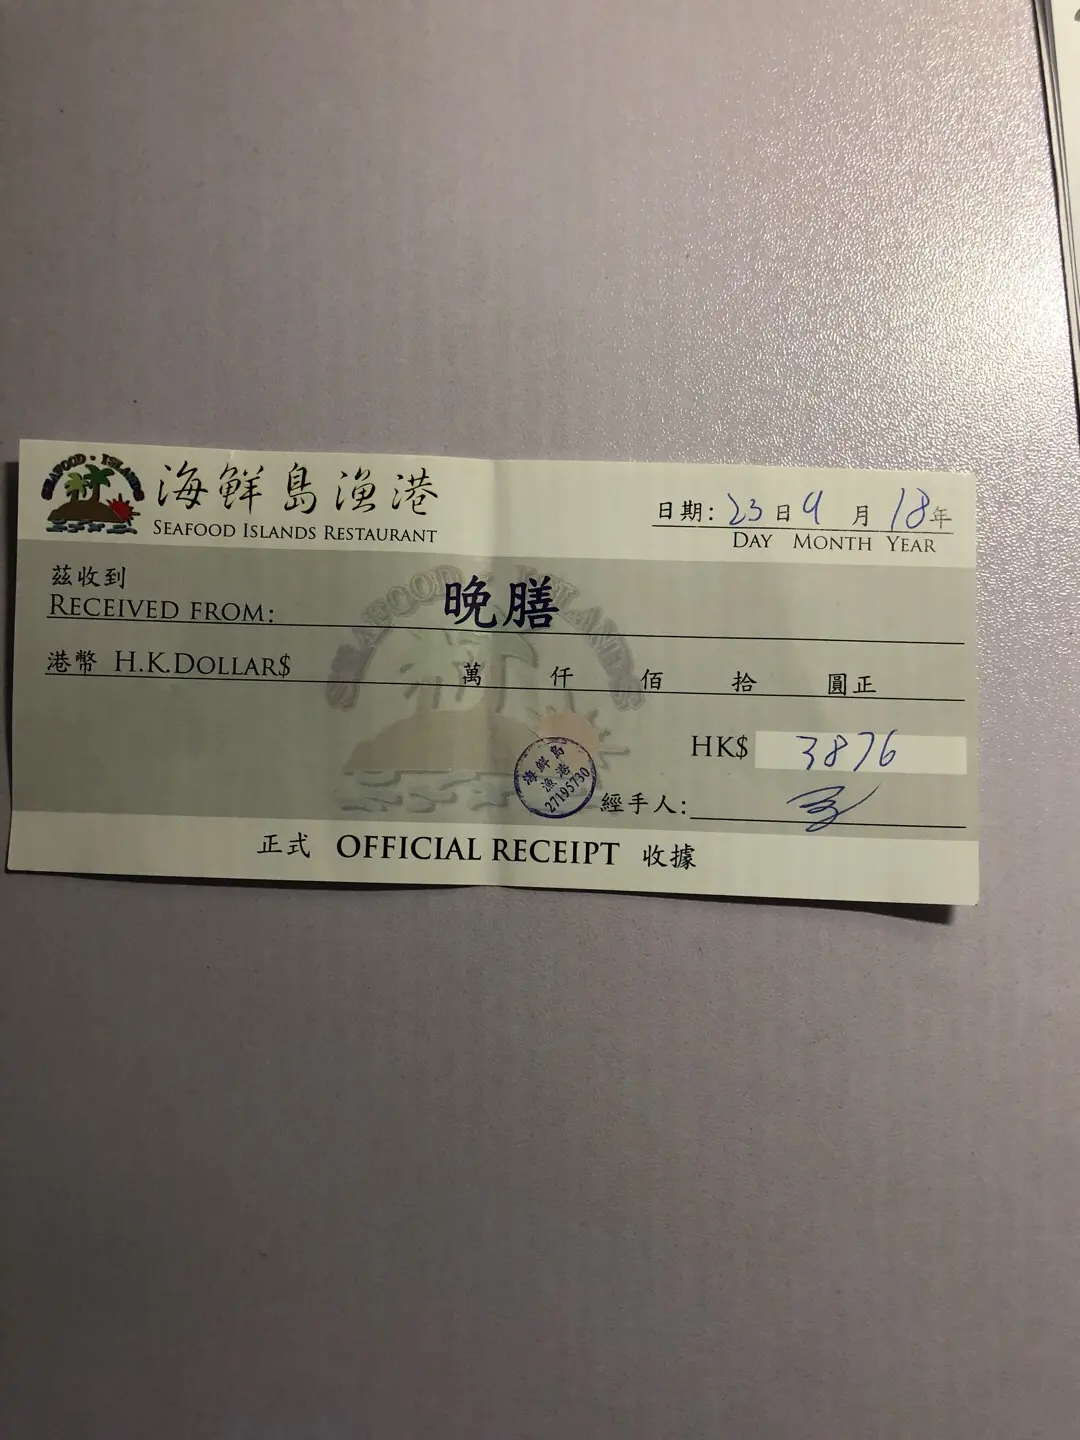 SEAFOOD · ISLANDS
海鮮島漁港
SEAFOOD ISLANDS RESTAURANT
日期: 23 日 9 月 18 年
DAY MONTH YEAR
茲收到
RECEIVED FROM: 晚膳
港幣 H.K.DOLLAR$ 萬 仟 佰 拾 圓正
HK$ 3876
海鮮島
漁港
27195730
經手人:
正式 OFFICIAL RECEIPT 收據